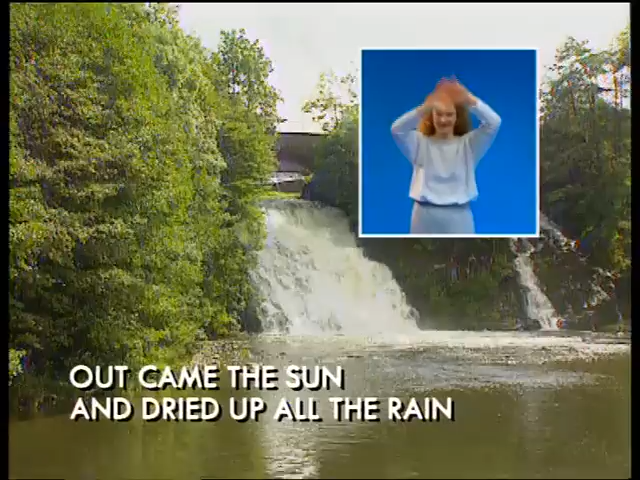 OUT CAME THE SUN
AND DRIED UP ALL THE RAIN